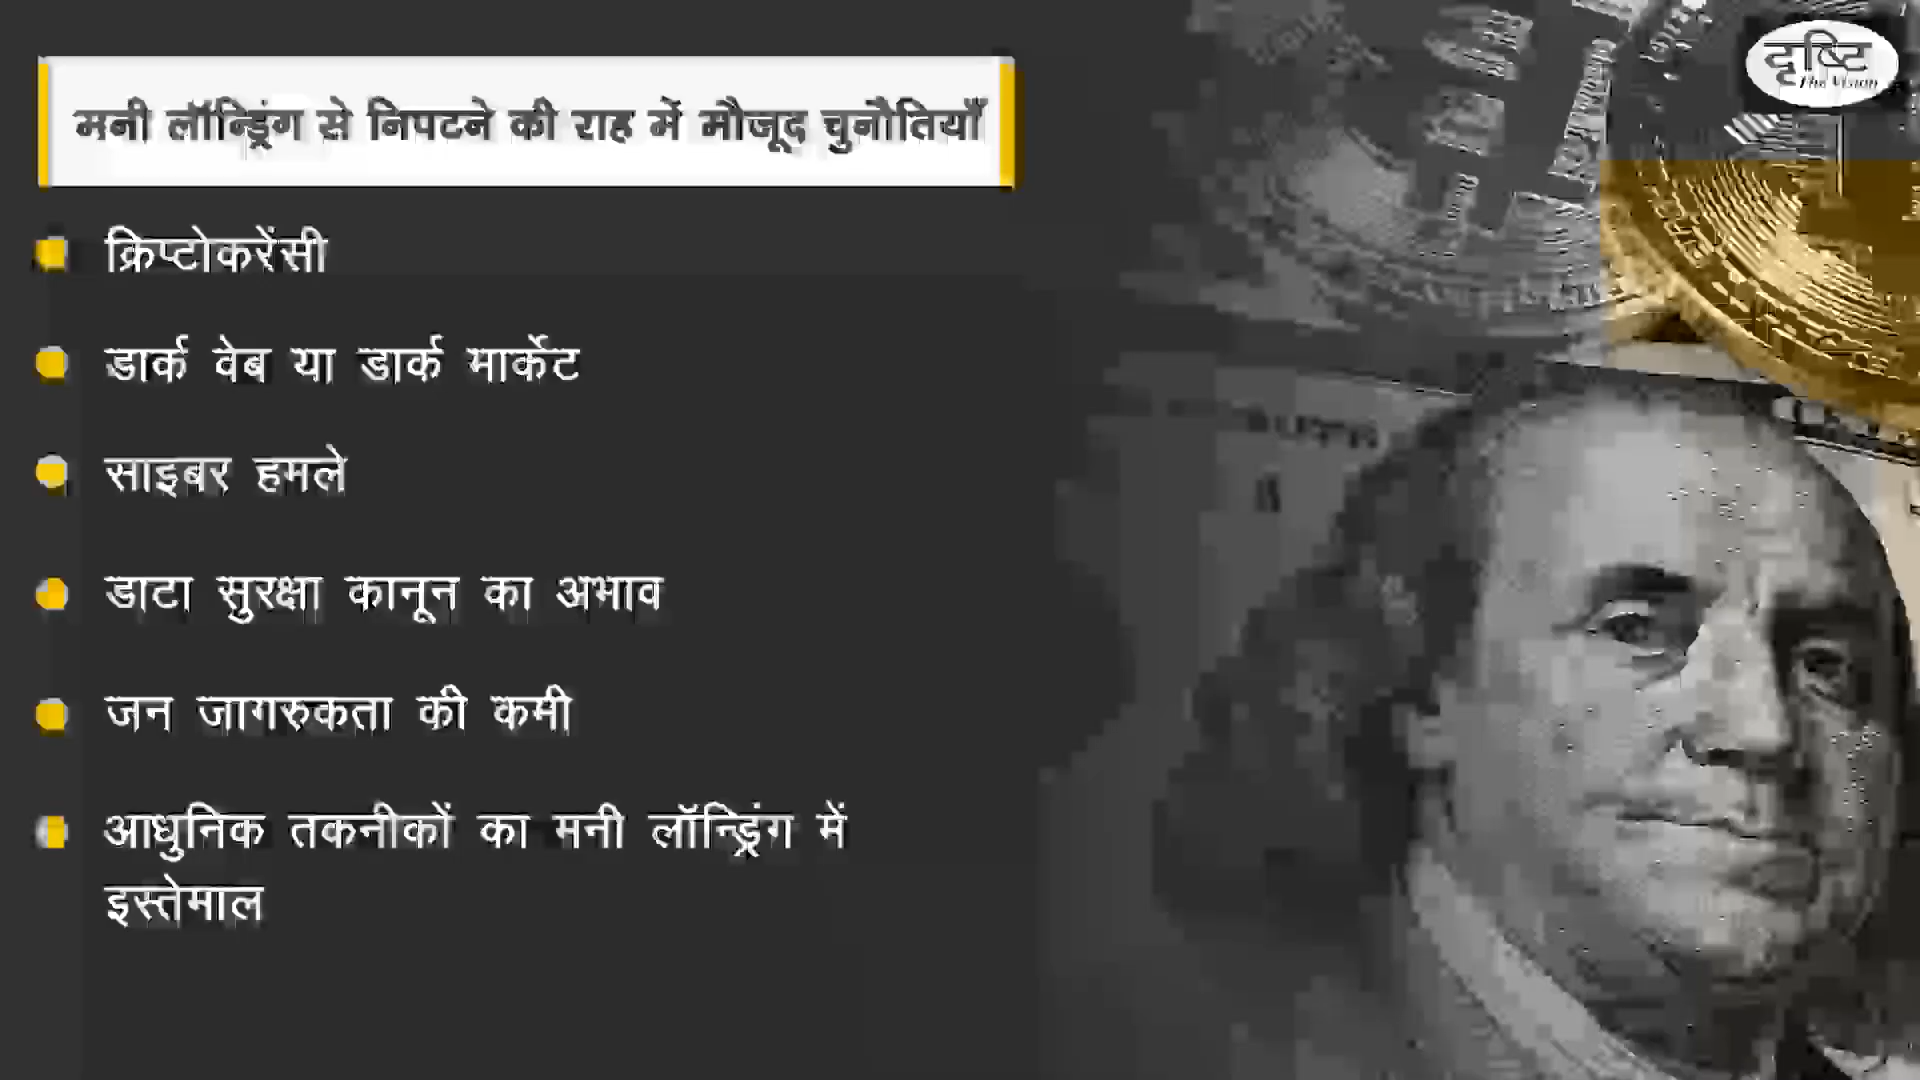 दृष्टि
The Vision
मनी लॉन्ड्रिंग से निपटने की राह में मौजूद चुनौतियाँ
क्रिप्टोकरेंसी
डार्क वेब या डार्क मार्केट
साइबर हमले
डाटा सुरक्षा कानून का अभाव
जन जागरुकता की कमी
आधुनिक तकनीकों का मनी लॉन्ड्रिंग में
इस्तेमाल